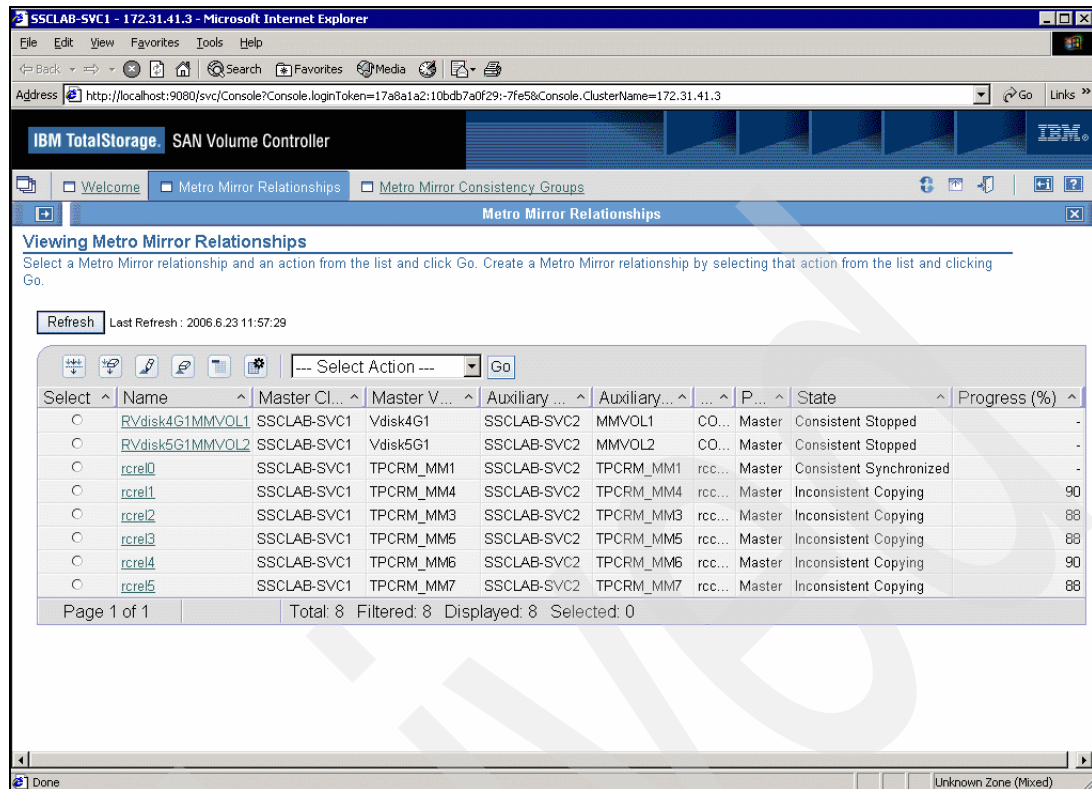 SSCLAB-SVC1 - 172.31.41.3 - Microsoft Internet Explorer
File Edit View Favorites Tools Help
Back Search Favorites Media
Address http://localhost:9080/svc/Console?Console.loginToken=17a8a1a2:10bdb7a0f29:-7fe5&Console.ClusterName=172.31.41.3 Go Links »
IBM TotalStorage. SAN Volume Controller IBM
Welcome Metro Mirror Relationships Metro Mirror Consistency Groups
Metro Mirror Relationships
Viewing Metro Mirror Relationships
Select a Metro Mirror relationship and an action from the list and click Go. Create a Metro Mirror relationship by selecting that action from the list and clicking
Go.
Refresh Last Refresh : 2006.6.23 11:57:29
--- Select Action --- Go
Select Name Master Cl... Master V... Auxiliary ... Auxiliary... ... P... State Progress (%)
RVdisk4G1MMVOL1 SSCLAB-SVC1 Vdisk4G1 SSCLAB-SVC2 MMVOL1 CO... Master Consistent Stopped -
RVdisk5G1MMVOL2 SSCLAB-SVC1 Vdisk5G1 SSCLAB-SVC2 MMVOL2 CO... Master Consistent Stopped -
rcrel0 SSCLAB-SVC1 TPCRM_MM1 SSCLAB-SVC2 TPCRM_MM1 rcc... Master Consistent Synchronized -
rcrel1 SSCLAB-SVC1 TPCRM_MM4 SSCLAB-SVC2 TPCRM_MM4 rcc... Master Inconsistent Copying 90
rcrel2 SSCLAB-SVC1 TPCRM_MM3 SSCLAB-SVC2 TPCRM_MM3 rcc... Master Inconsistent Copying 88
rcrel3 SSCLAB-SVC1 TPCRM_MM5 SSCLAB-SVC2 TPCRM_MM5 rcc... Master Inconsistent Copying 88
rcrel4 SSCLAB-SVC1 TPCRM_MM6 SSCLAB-SVC2 TPCRM_MM6 rcc... Master Inconsistent Copying 90
rcrel5 SSCLAB-SVC1 TPCRM_MM7 SSCLAB-SVC2 TPCRM_MM7 rcc... Master Inconsistent Copying 88
Page 1 of 1 Total: 8 Filtered: 8 Displayed: 8 Selected: 0
Done Unknown Zone (Mixed)